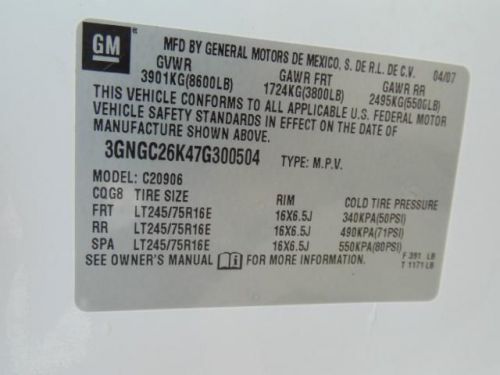 GM
MFD BY GENERAL MOTORS DE MEXICO, S. DE R.L. DE C.V. 04/07
GVWR GAWR FRT GAWR RR
3901KG(8600LB) 1724KG(3800LB) 2495KG(5500LB)
THIS VEHICLE CONFORMS TO ALL APPLICABLE U.S. FEDERAL MOTOR
VEHICLE SAFETY STANDARDS IN EFFECT ON THE DATE OF
MANUFACTURE SHOWN ABOVE.
3GNGC26K47G300504 TYPE: M.P.V.
MODEL: C20906
CQG8 TIRE SIZE RIM COLD TIRE PRESSURE
FRT LT245/75R16E 16X6.5J 340KPA(50PSI)
RR LT245/75R16E 16X6.5J 490KPA(71PSI)
SPA LT245/75R16E 16X6.5J 550KPA(80PSI)
SEE OWNER'S MANUAL FOR MORE INFORMATION. F 391 LB
T 1171 LB